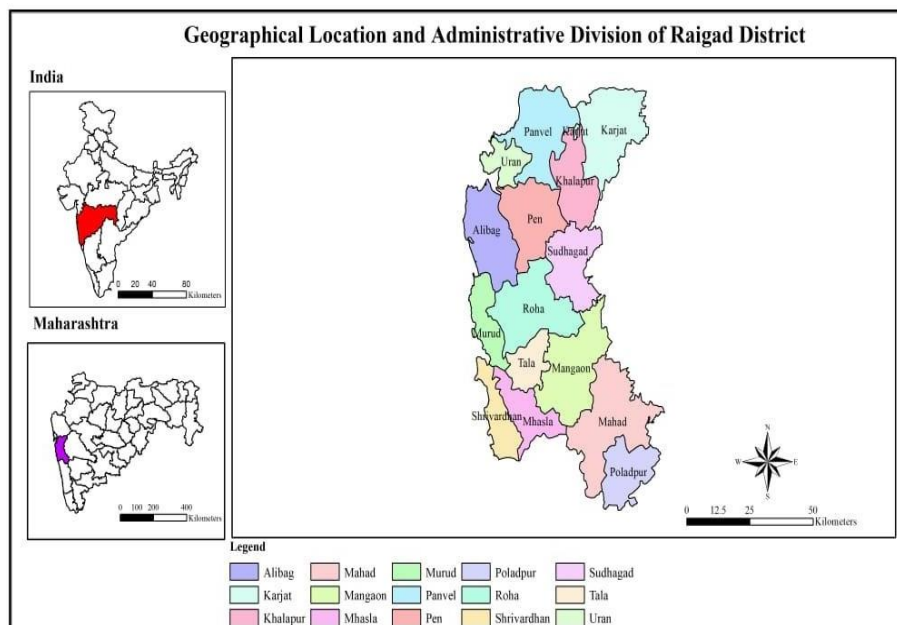 Geographical Location and Administrative Division of Raigad District
India
0 20 40 80
Kilometers
Maharashtra
0 100 200 400
Kilometers
Panvel
Karjat
Uran
Khalapur
Pen
Alibag
Sudhagad
Roha
Murud
Tala
Mangaon
Shrivardhan
Mhasla
Mahad
Poladpur
N
W E
S
0 12.5 25 50
Kilometers
Legend
Alibag Mahad Murud Poladpur Sudhagad
Karjat Mangaon Panvel Roha Tala
Khalapur Mhasla Pen Shrivardhan Uran